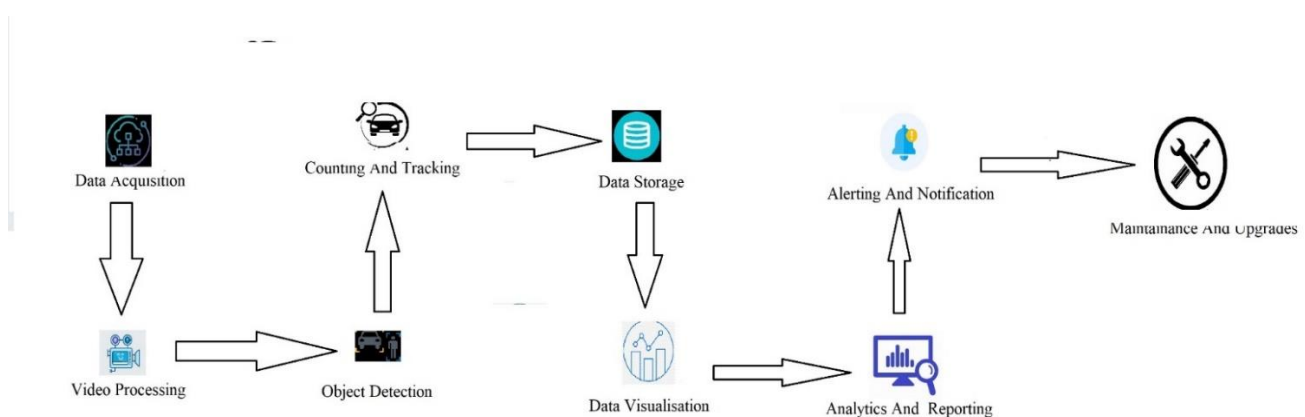 Data Acquisition
Counting And Tracking
Data Storage
Alerting And Notification
Maintainance And Upgrades
Video Processing
Object Detection
Data Visualisation
Analytics And Reporting